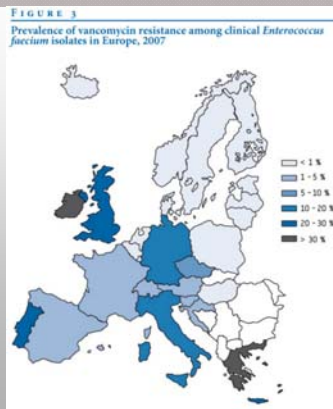 FIGURE 3
Prevalence of vancomycin resistance among clinical Enterococcus
faecium isolates in Europe, 2007
< 1 %
1 - 5 %
5 - 10 %
10 - 20 %
20 - 30 %
> 30 %